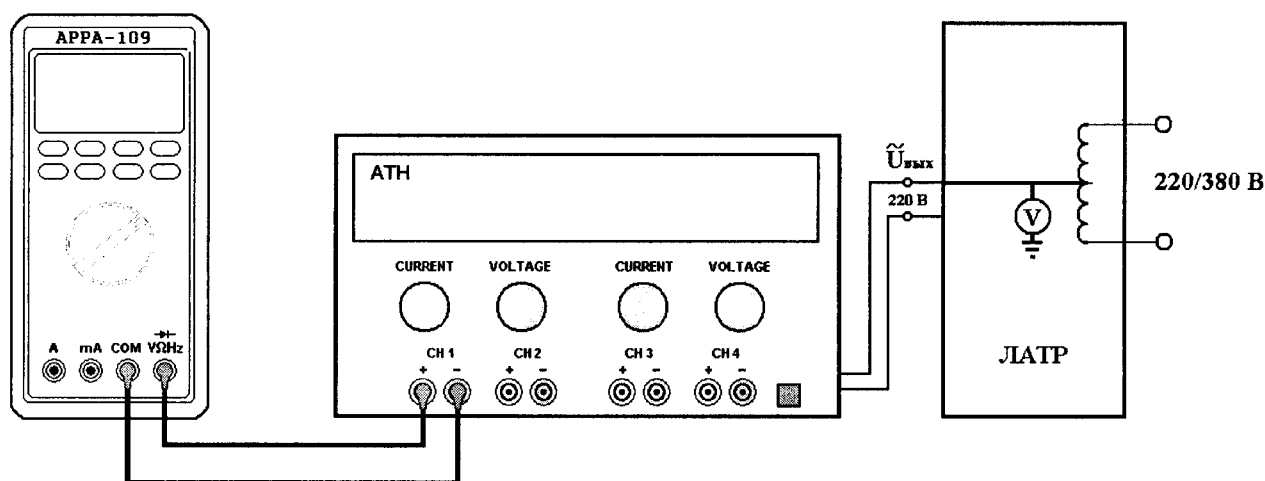 APPA-109
A mA COM VΩHz
ATH
CURRENT VOLTAGE CURRENT VOLTAGE
CH 1 CH 2 CH 3 CH 4
+ − + − + − + −
Ũвых
220 В
V
220/380 В
ЛАТР